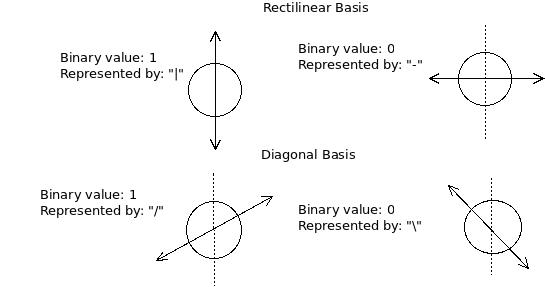 Rectilinear Basis
Binary value: 1
Represented by: "|"
Binary value: 0
Represented by: "-"
Diagonal Basis
Binary value: 1
Represented by: "/"
Binary value: 0
Represented by: "\"